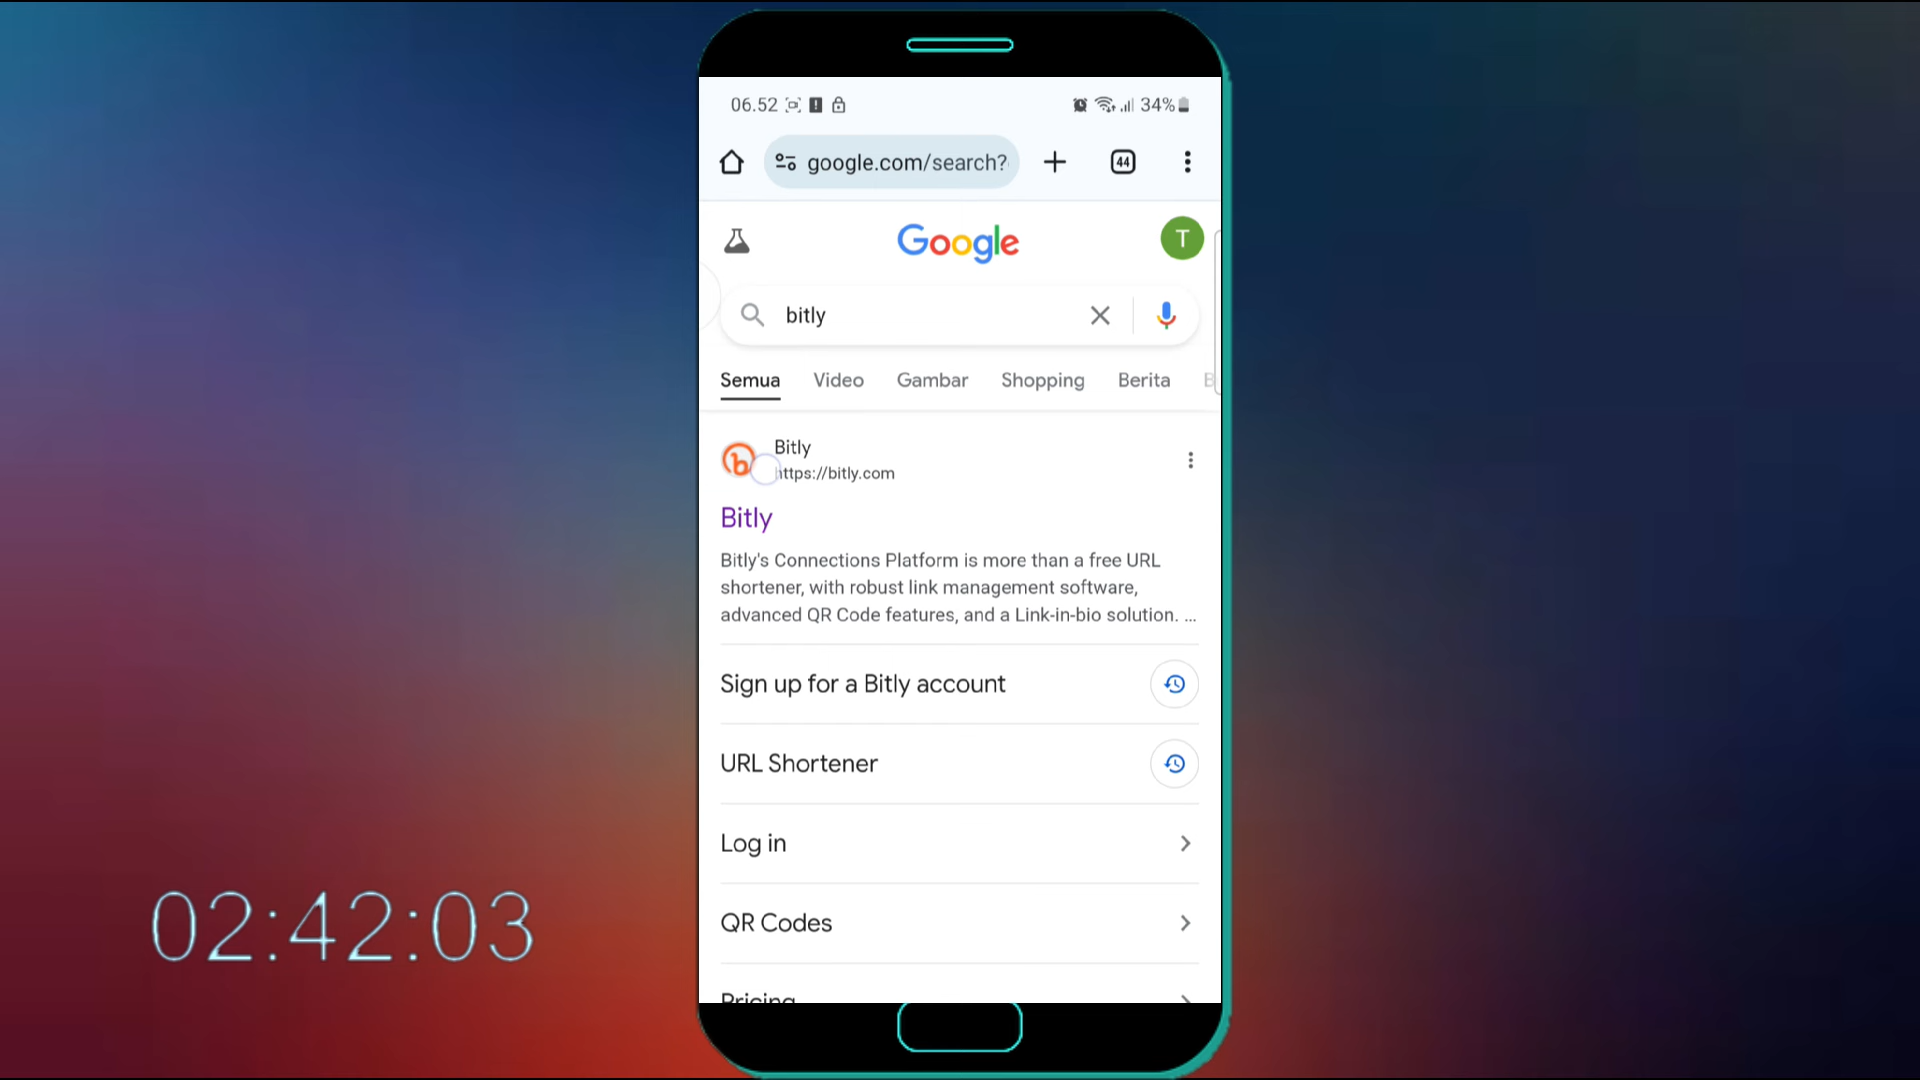 06.52
34%
google.com/search?
44
Google
T
bitly
Semua Video Gambar Shopping Berita
Bitly
https://bitly.com
Bitly
Bitly's Connections Platform is more than a free URL
shortener, with robust link management software,
advanced QR Code features, and a Link-in-bio solution. ...
Sign up for a Bitly account
URL Shortener
Log in
QR Codes
Pricing
02:42:03